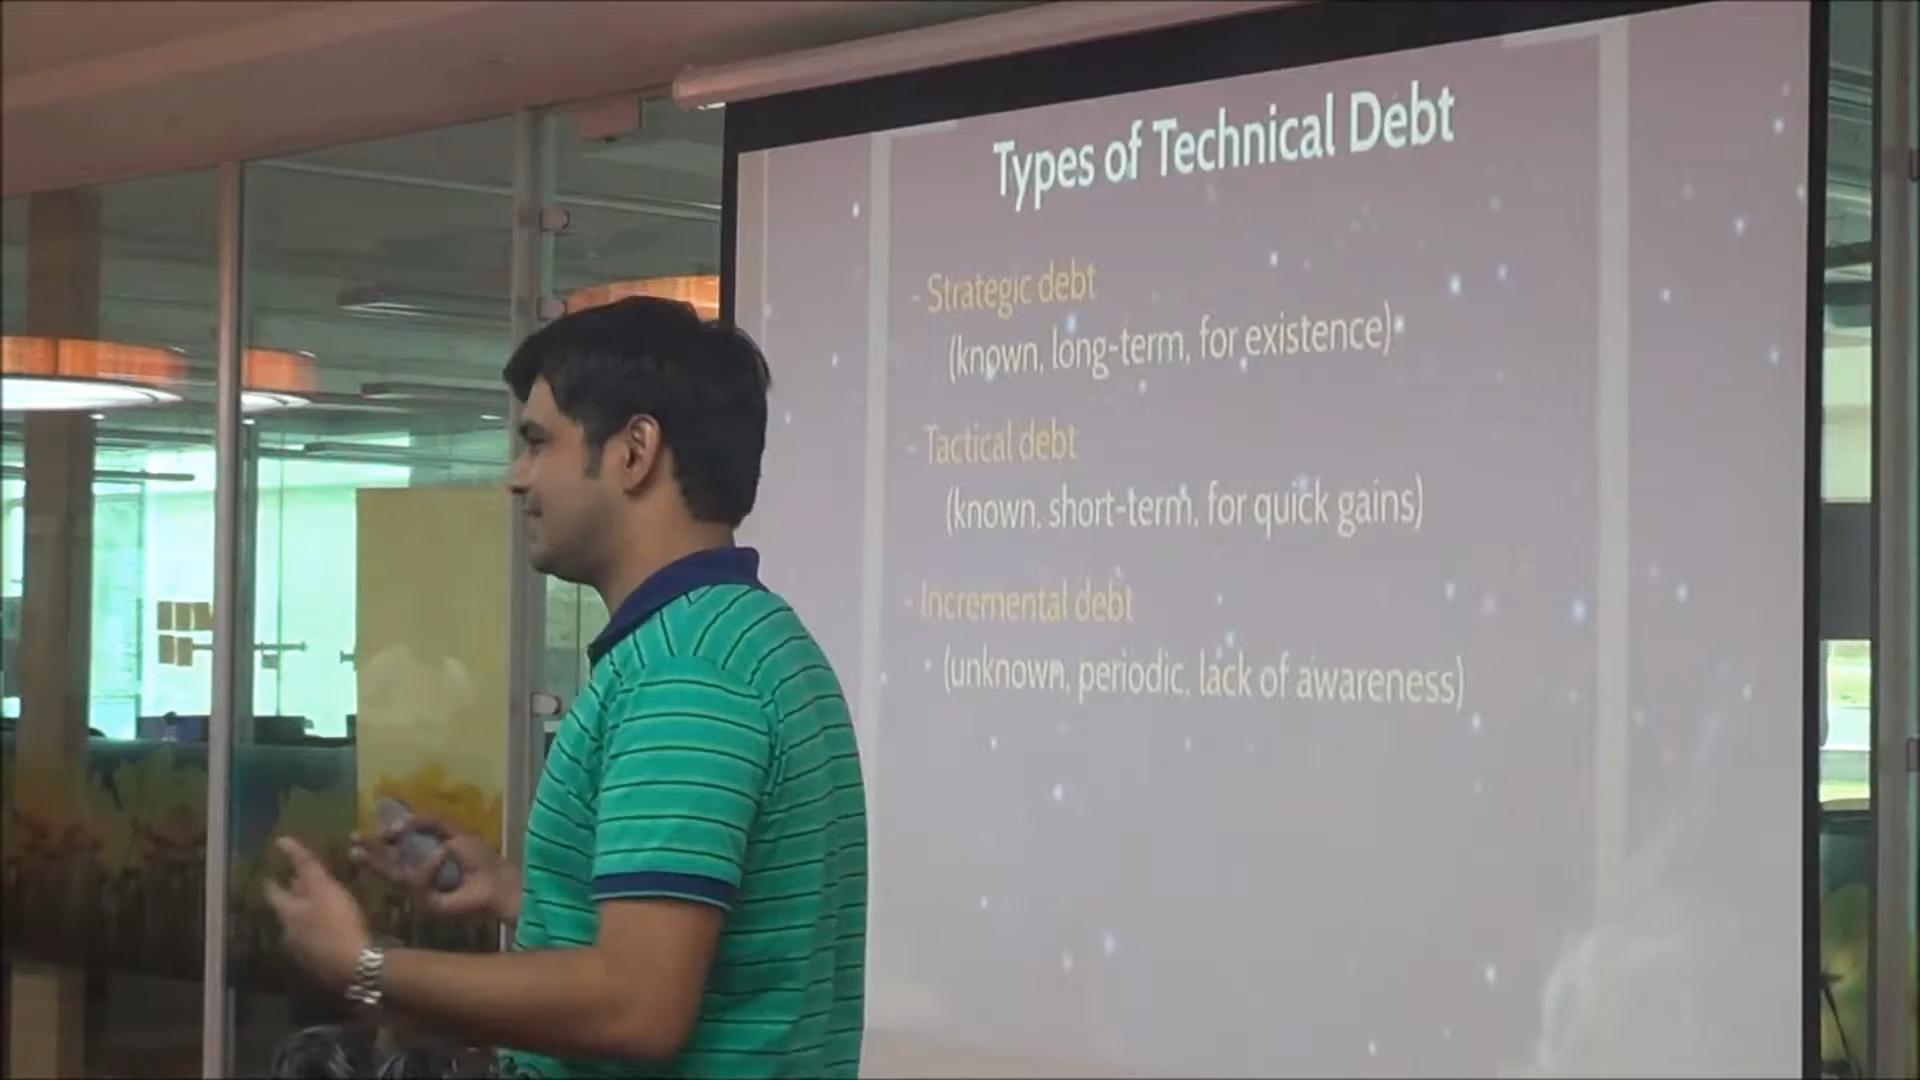 Types of Technical Debt
- Strategic debt
(known, long-term, for existence)
- Tactical debt
(known, short-term, for quick gains)
- Incremental debt
(unknown, periodic, lack of awareness)